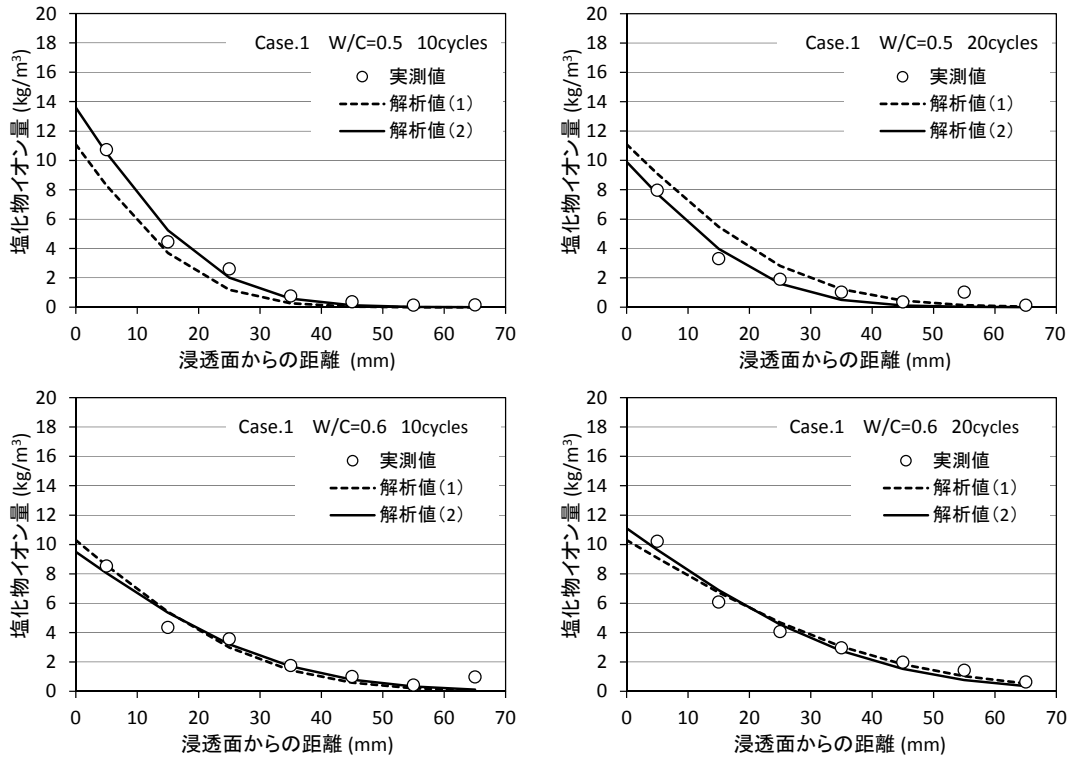 塩化物イオン量 (kg/m³)
20
18
16
14
12
10
8
6
4
2
0
Case.1 W/C=0.5 10cycles
実測値
解析値(1)
解析値(2)
0 10 20 30 40 50 60 70
浸透面からの距離 (mm)
塩化物イオン量 (kg/m³)
20
18
16
14
12
10
8
6
4
2
0
Case.1 W/C=0.5 20cycles
実測値
解析値(1)
解析値(2)
0 10 20 30 40 50 60 70
浸透面からの距離 (mm)
塩化物イオン量 (kg/m³)
20
18
16
14
12
10
8
6
4
2
0
Case.1 W/C=0.6 10cycles
実測値
解析値(1)
解析値(2)
0 10 20 30 40 50 60 70
浸透面からの距離 (mm)
塩化物イオン量 (kg/m³)
20
18
16
14
12
10
8
6
4
2
0
Case.1 W/C=0.6 20cycles
実測値
解析値(1)
解析値(2)
0 10 20 30 40 50 60 70
浸透面からの距離 (mm)